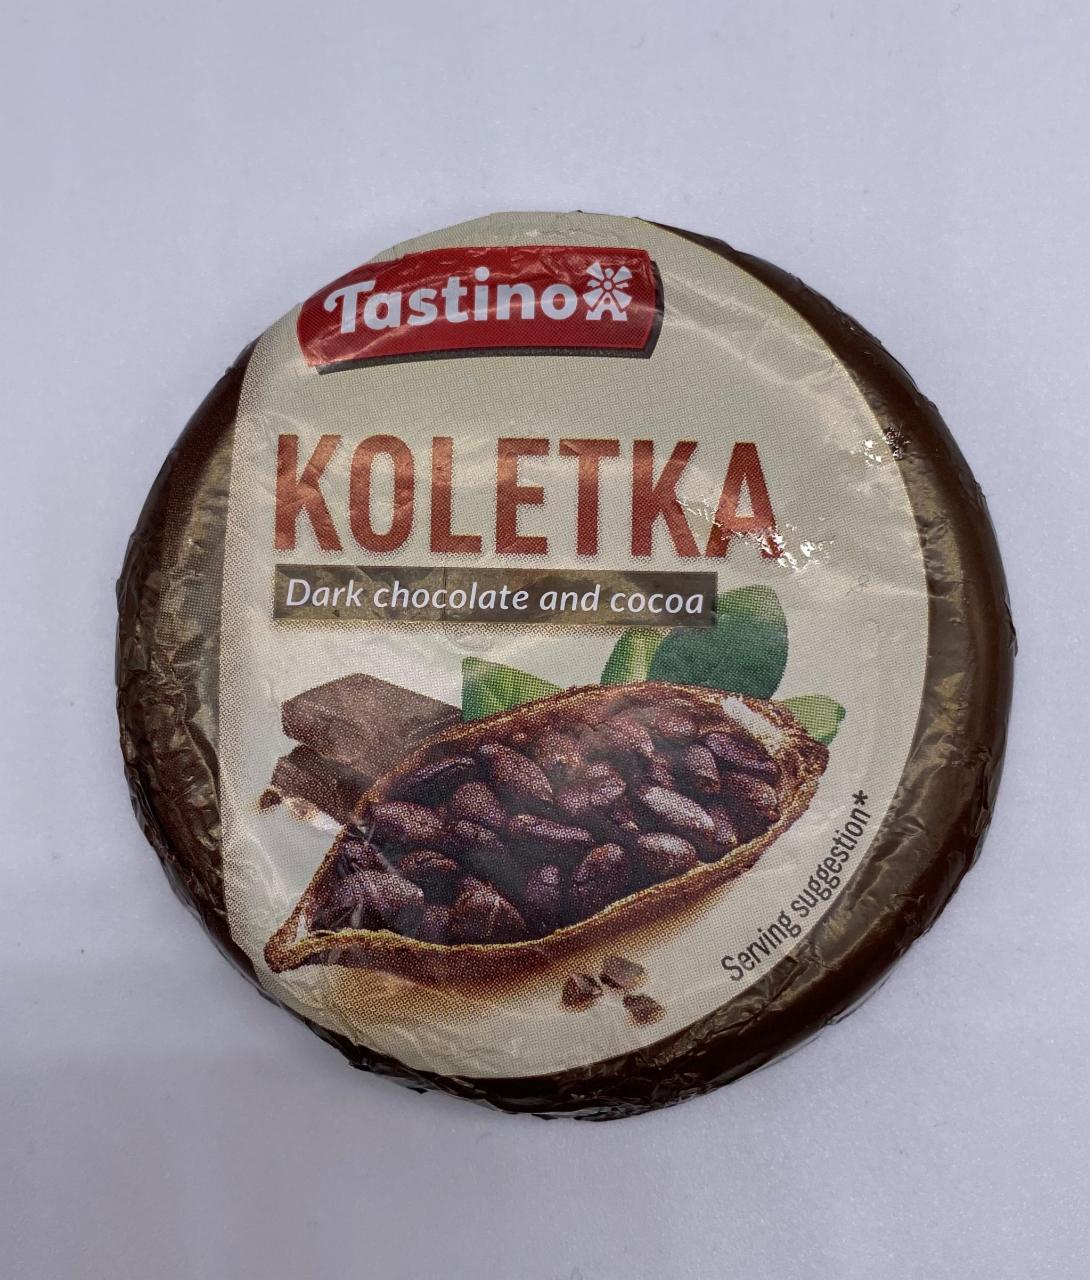 Tastino
KOLETKA
Dark chocolate and cocoa
Serving suggestion*